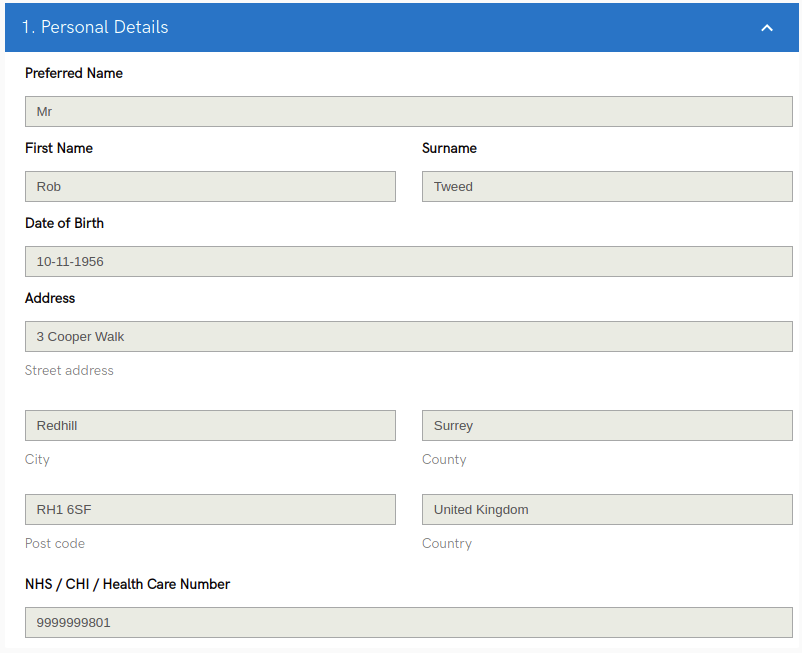 1. Personal Details
Preferred Name
Mr
First Name Surname
Rob Tweed
Date of Birth
10-11-1956
Address
3 Cooper Walk
Street address
Redhill Surrey
City County
RH1 6SF United Kingdom
Post code Country
NHS / CHI / Health Care Number
9999999801